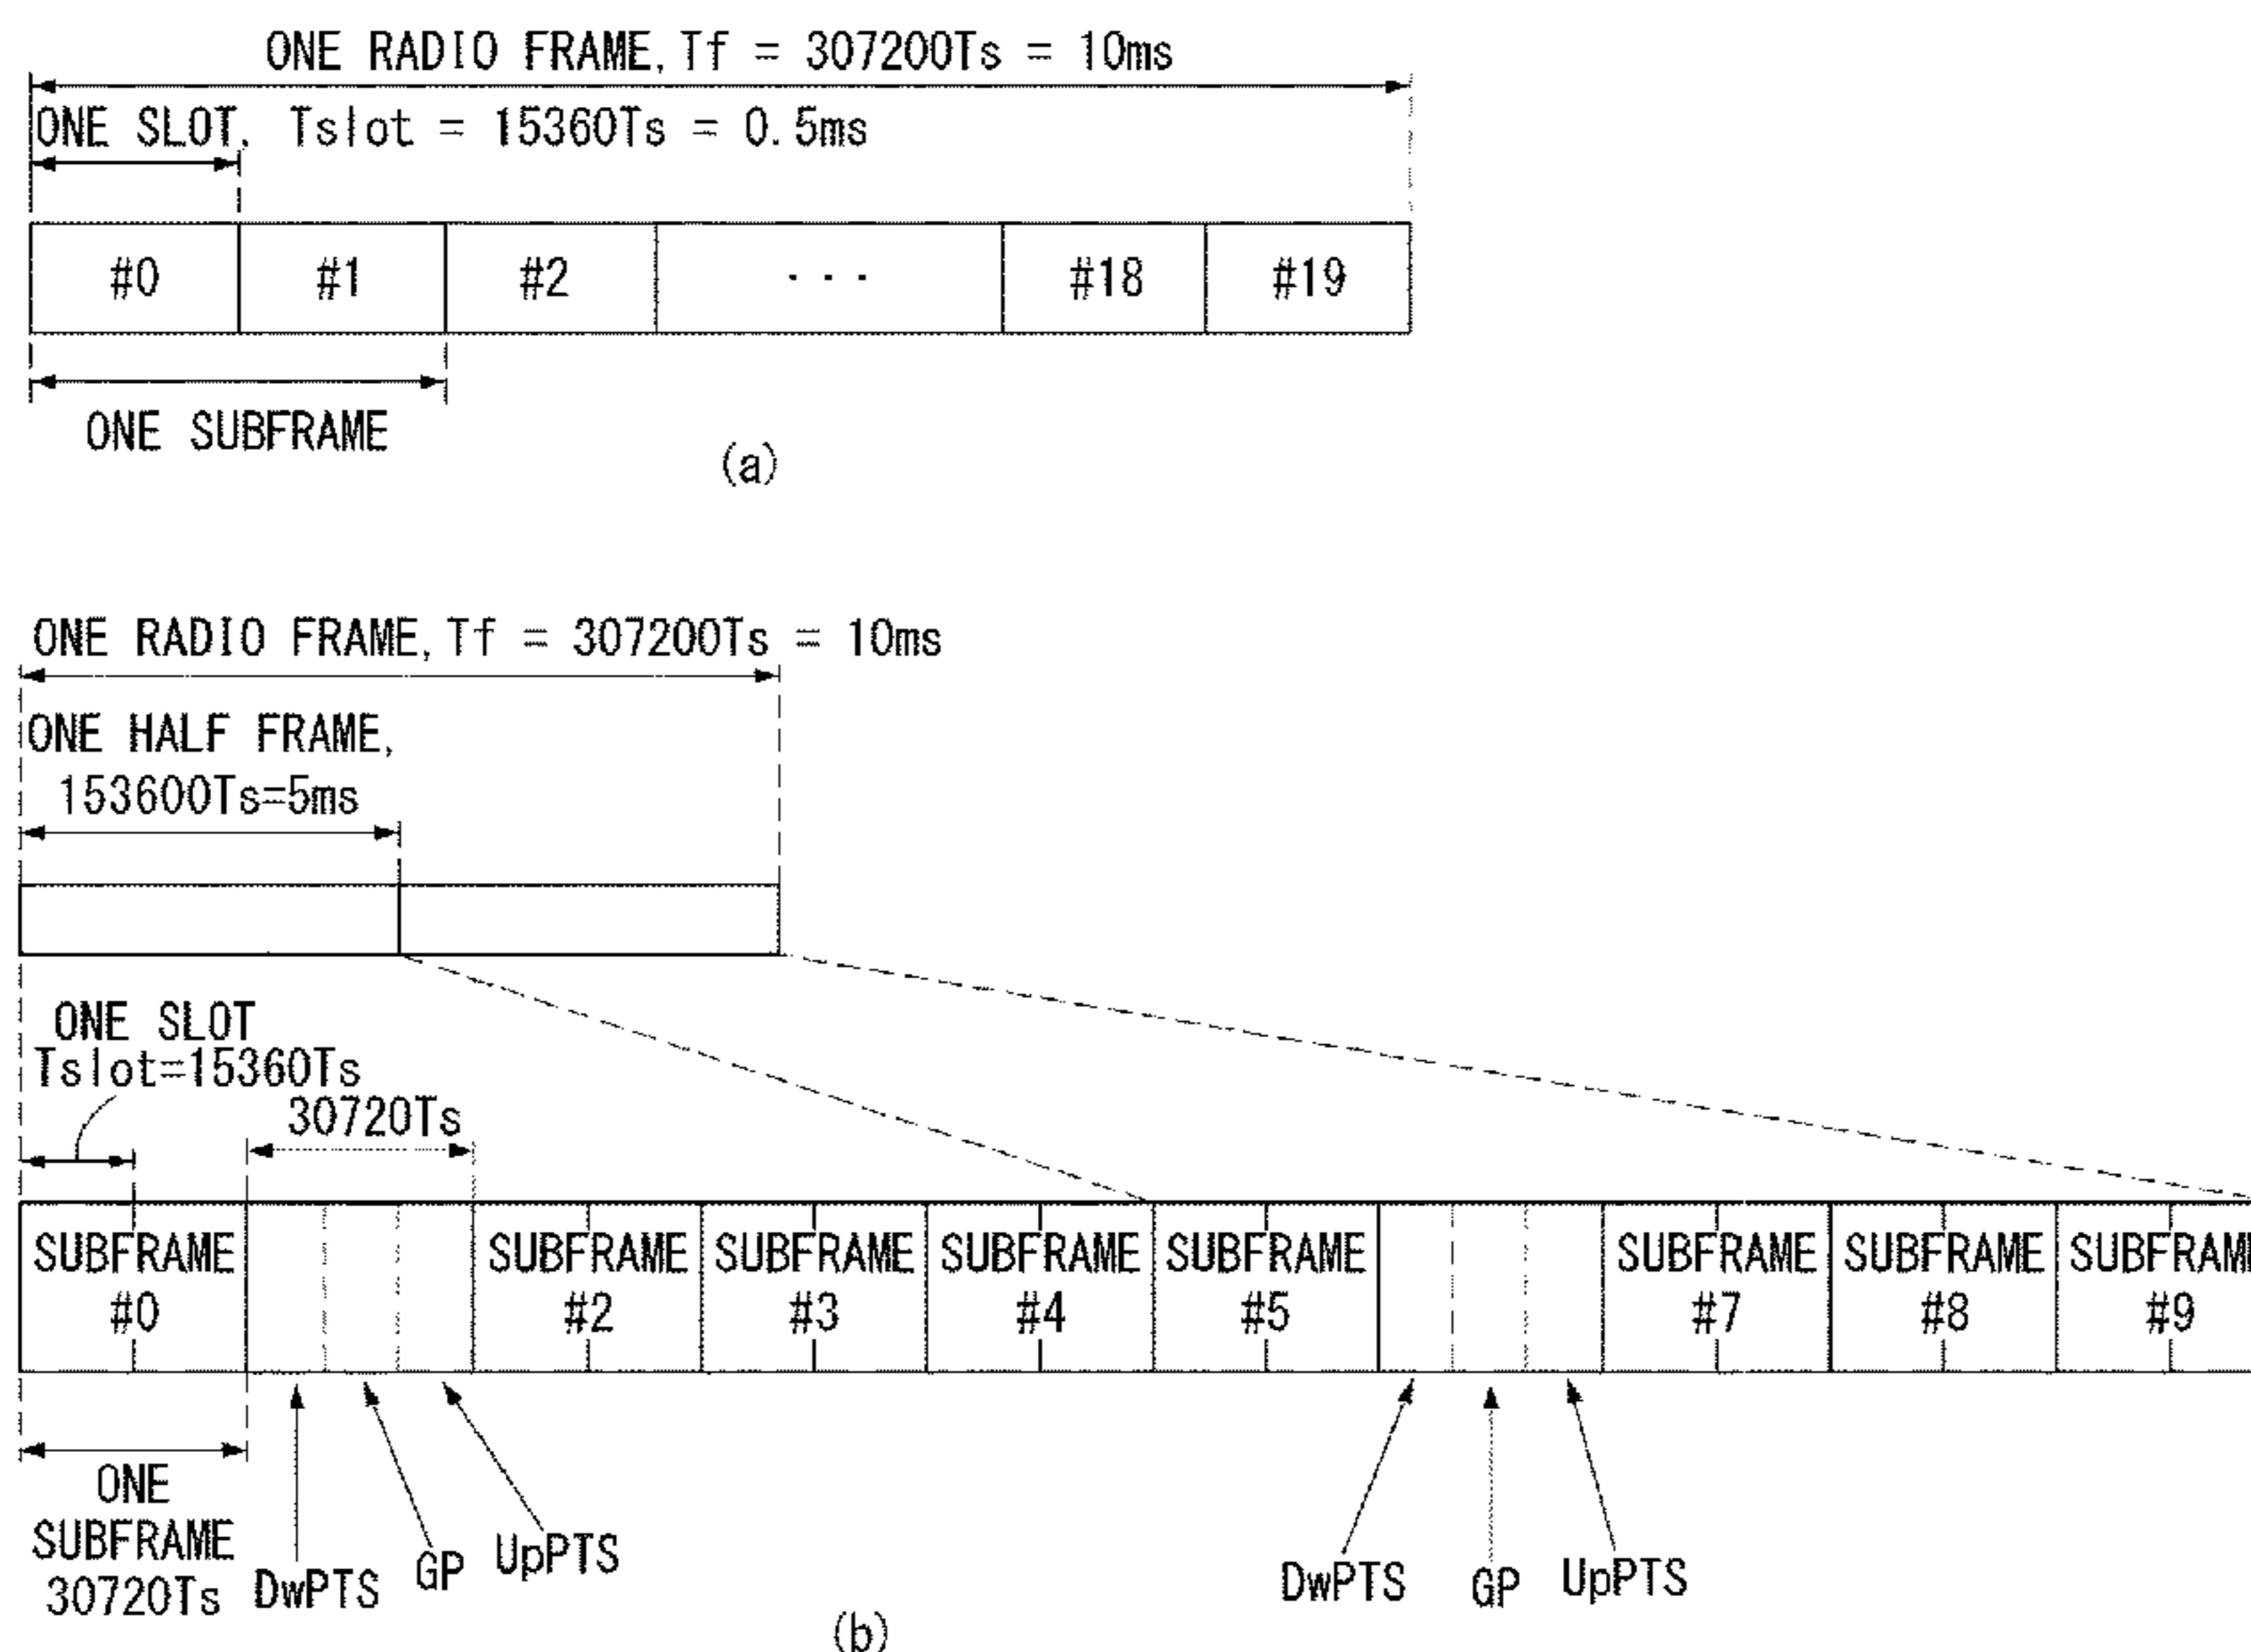 ONE RADIO FRAME, Tf = 307200Ts = 10ms
ONE SLOT, Tslot = 15360Ts = 0.5ms
#0 #1 #2 ... #18 #19
ONE SUBFRAME
(a)
ONE RADIO FRAME, Tf = 307200Ts = 10ms
ONE HALF FRAME,
153600Ts=5ms
ONE SLOT
Tslot=15360Ts
30720Ts
SUBFRAME SUBFRAME SUBFRAME SUBFRAME SUBFRAME SUBFRAME SUBFRAME SUBFRAME
#0 #2 #3 #4 #5 #7 #8 #9
ONE
SUBFRAME
30720Ts
DwPTS GP UpPTS
DwPTS GP UpPTS
(b)